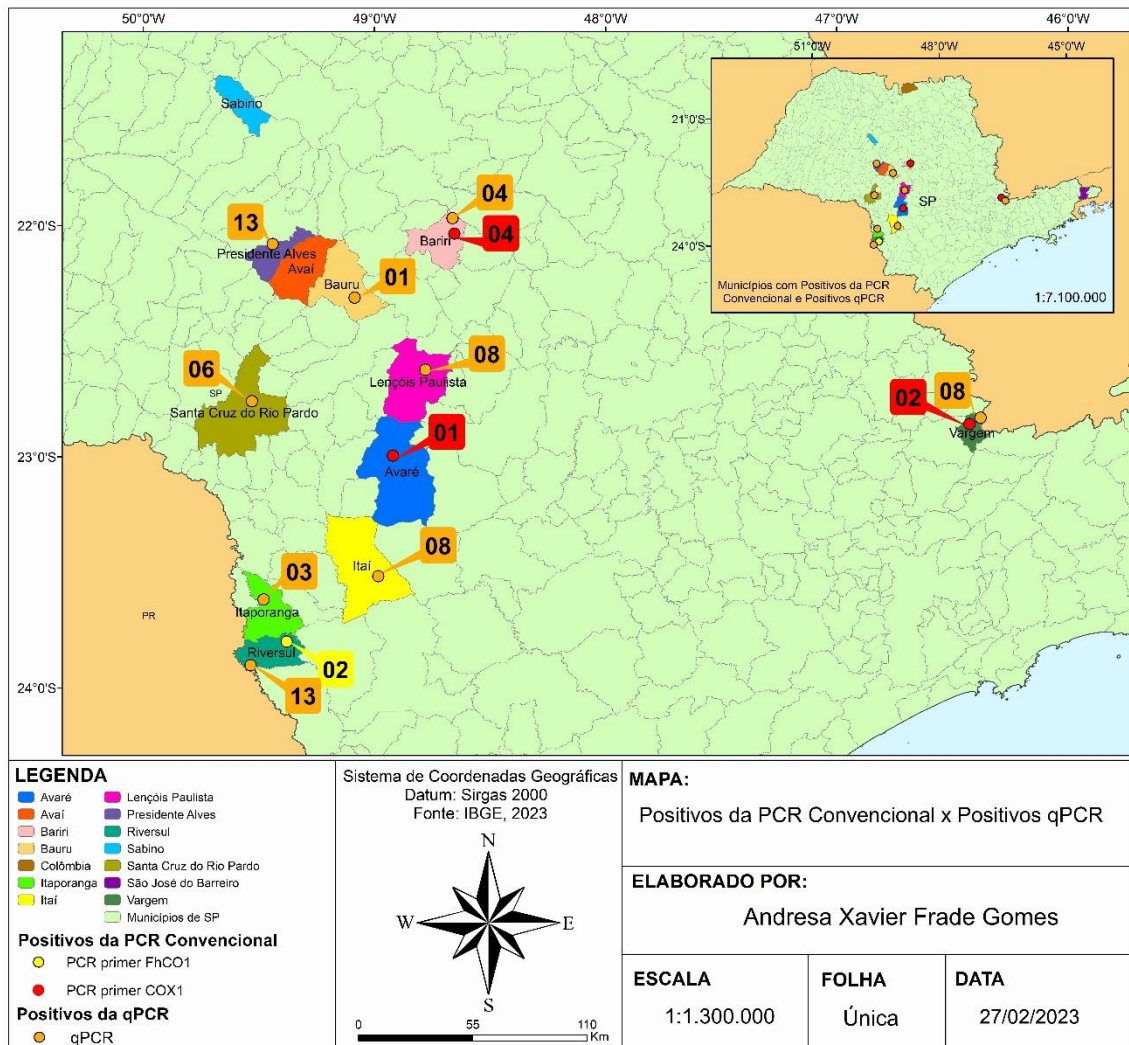 50°0'W
49°0'W
48°0'W
47°0'W
46°0'W
51°0'W
48°0'W
45°0'W
21°0'S
24°0'S
SP
Municípios com Positivos da PCR
Convencional e Positivos qPCR
1:7.100.000
22°0'S
23°0'S
24°0'S
Sabino
04
04
Bariri
13
Presidente Alves
Avaí
01
Bauru
08
Lençóis Paulista
06
SP
Santa Cruz do Rio Pardo
02
08
Vargem
01
Avaré
08
Itaí
03
Itaporanga
PR
Riversul
02
13
LEGENDA
Avaré
Avaí
Bariri
Bauru
Colômbia
Itaporanga
Itaí
Lençóis Paulista
Presidente Alves
Riversul
Sabino
Santa Cruz do Rio Pardo
São José do Barreiro
Vargem
Municípios de SP
Positivos da PCR Convencional
PCR primer FhCO1
PCR primer COX1
Positivos da qPCR
qPCR
Sistema de Coordenadas Geográficas
Datum: Sirgas 2000
Fonte: IBGE, 2023
N
W
E
S
0
55
110
Km
MAPA:
Positivos da PCR Convencional x Positivos qPCR
ELABORADO POR:
Andresa Xavier Frade Gomes
ESCALA
1:1.300.000
FOLHA
Única
DATA
27/02/2023